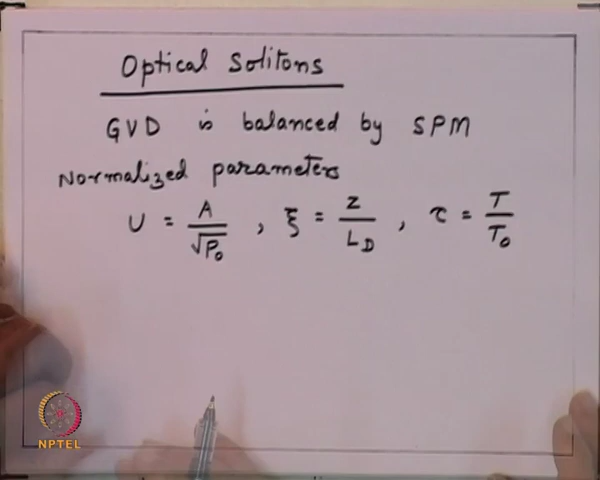 Optical Solitons
GVD is balanced by SPM
Normalized parameters
U = A/√P₀ , ξ = z/L_D , τ = T/T₀
NPTEL